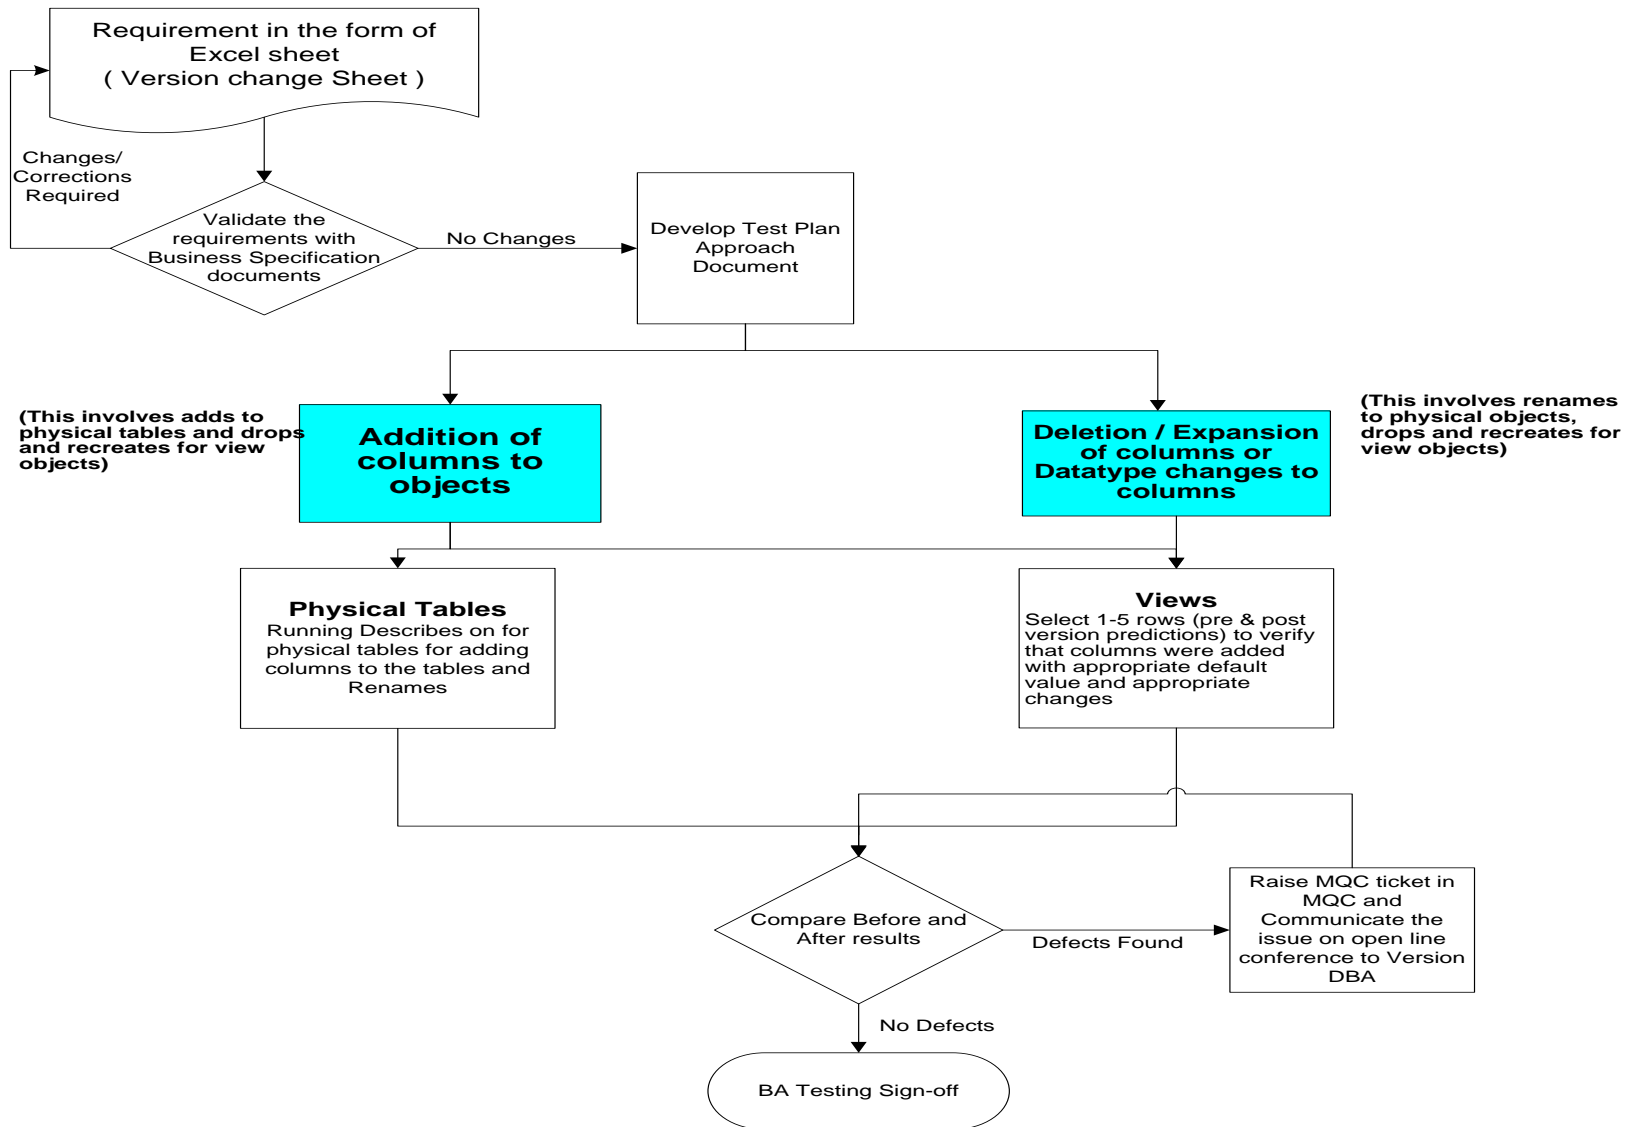 Requirement in the form of
Excel sheet
( Version change Sheet )
Changes/
Corrections
Required
Validate the
requirements with
Business Specification
documents
No Changes
Develop Test Plan
Approach
Document
(This involves adds to
physical tables and drops
and recreates for view
objects)
Addition of
columns to
objects
Deletion / Expansion
of columns or
Datatype changes to
columns
(This involves renames
to physical objects,
drops and recreates for
view objects)
Physical Tables
Running Describes on for
physical tables for adding
columns to the tables and
Renames
Views
Select 1-5 rows (pre & post
version predictions) to verify
that columns were added
with appropriate default
value and appropriate
changes
Compare Before and
After results
Defects Found
Raise MQC ticket in
MQC and
Communicate the
issue on open line
conference to Version
DBA
No Defects
BA Testing Sign-off